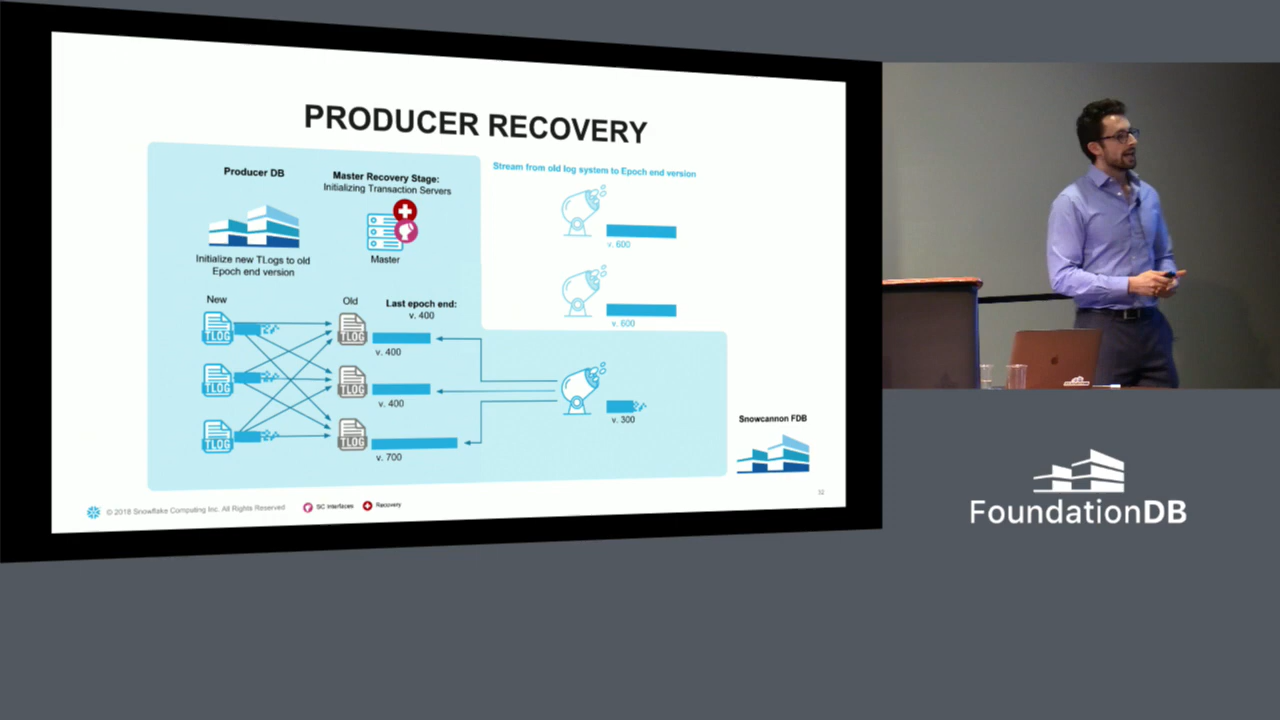 PRODUCER RECOVERY
Producer DB
Master Recovery Stage:
Initializing Transaction Servers
Stream from old log system to Epoch end version
Initialize new TLogs to old
Epoch end version
Master
v. 600
New
Old
Last epoch end:
v. 400
v. 600
TLOG
TLOG
v. 400
TLOG
TLOG
v. 400
v. 300
TLOG
TLOG
v. 700
Snowcannon FDB
32
© 2018 Snowflake Computing Inc. All Rights Reserved
SC Interfaces
Recovery
FoundationDB